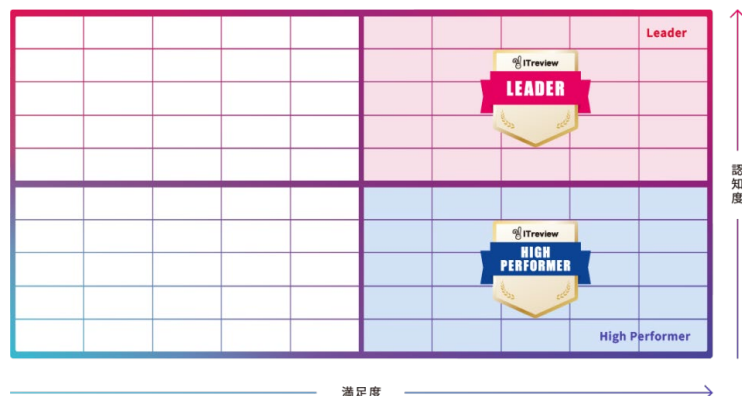 Leader
ITreview
LEADER
認知度
ITreview
HIGH
PERFORMER
High Performer
満足度